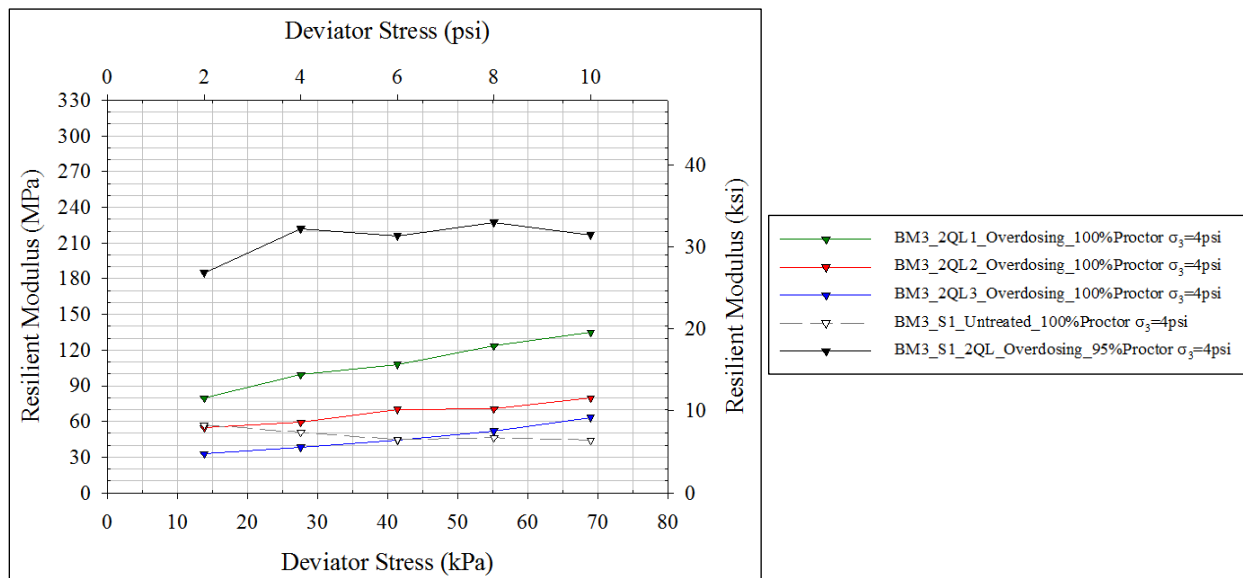 Deviator Stress (psi)
0 2 4 6 8 10
330
300
270
240
210
180
150
120
90
60
30
0
Resilient Modulus (MPa)
40
30
20
10
0
Resilient Modulus (ksi)
0 10 20 30 40 50 60 70 80
Deviator Stress (kPa)
BM3_2QL1_Overdosing_100%Proctor σ₃=4psi
BM3_2QL2_Overdosing_100%Proctor σ₃=4psi
BM3_2QL3_Overdosing_100%Proctor σ₃=4psi
BM3_S1_Untreated_100%Proctor σ₃=4psi
BM3_S1_2QL_Overdosing_95%Proctor σ₃=4psi